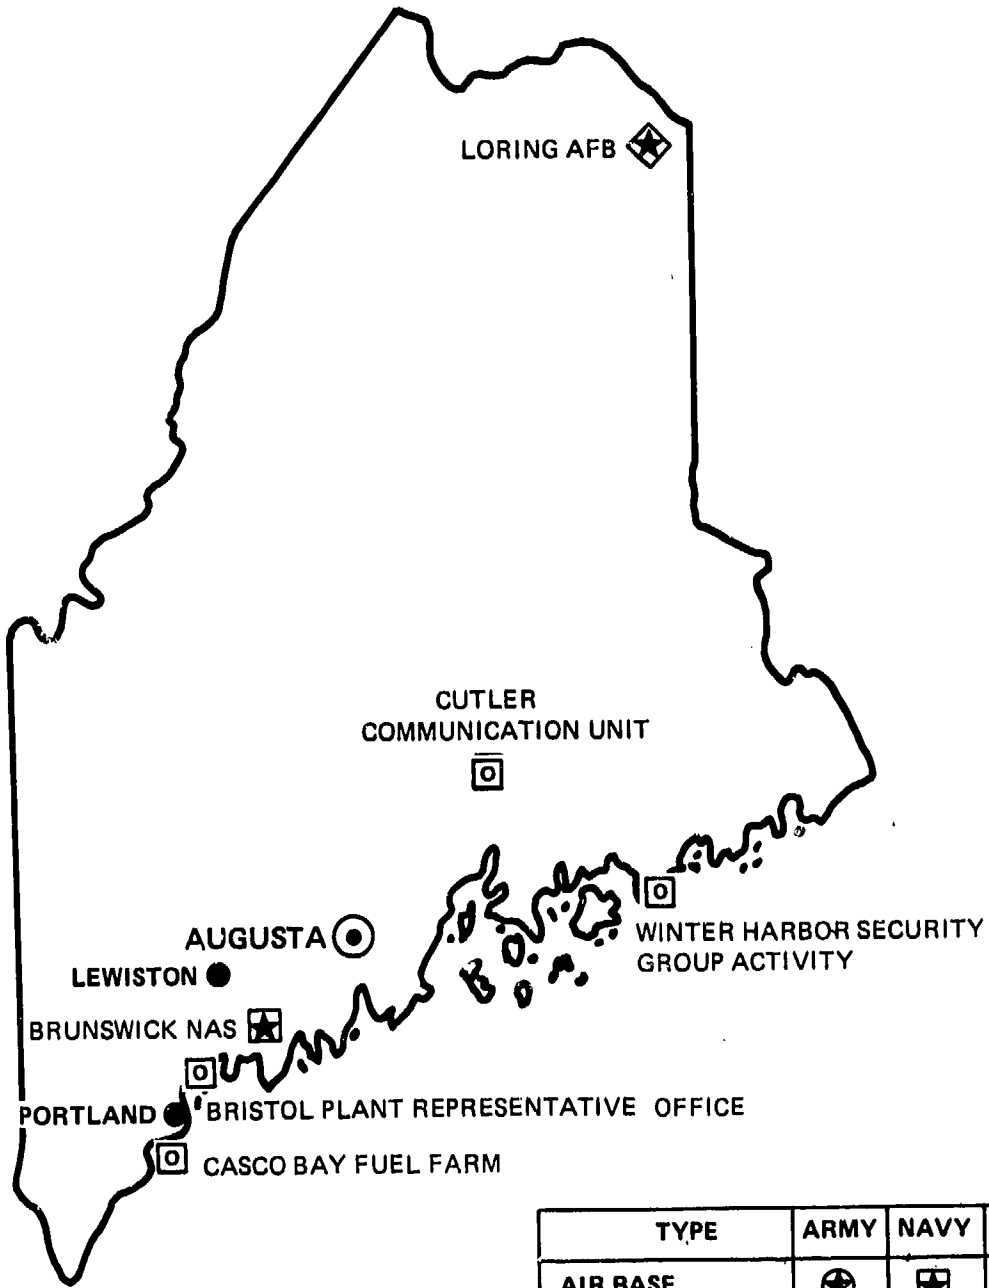 LORING AFB
CUTLER
COMMUNICATION UNIT
O
AUGUSTA
LEWISTON
O
WINTER HARBOR SECURITY
GROUP ACTIVITY
BRUNSWICK NAS
O
PORTLAND
BRISTOL PLANT REPRESENTATIVE OFFICE
O
CASCO BAY FUEL FARM
TYPE ARMY NAVY
AIR BASE